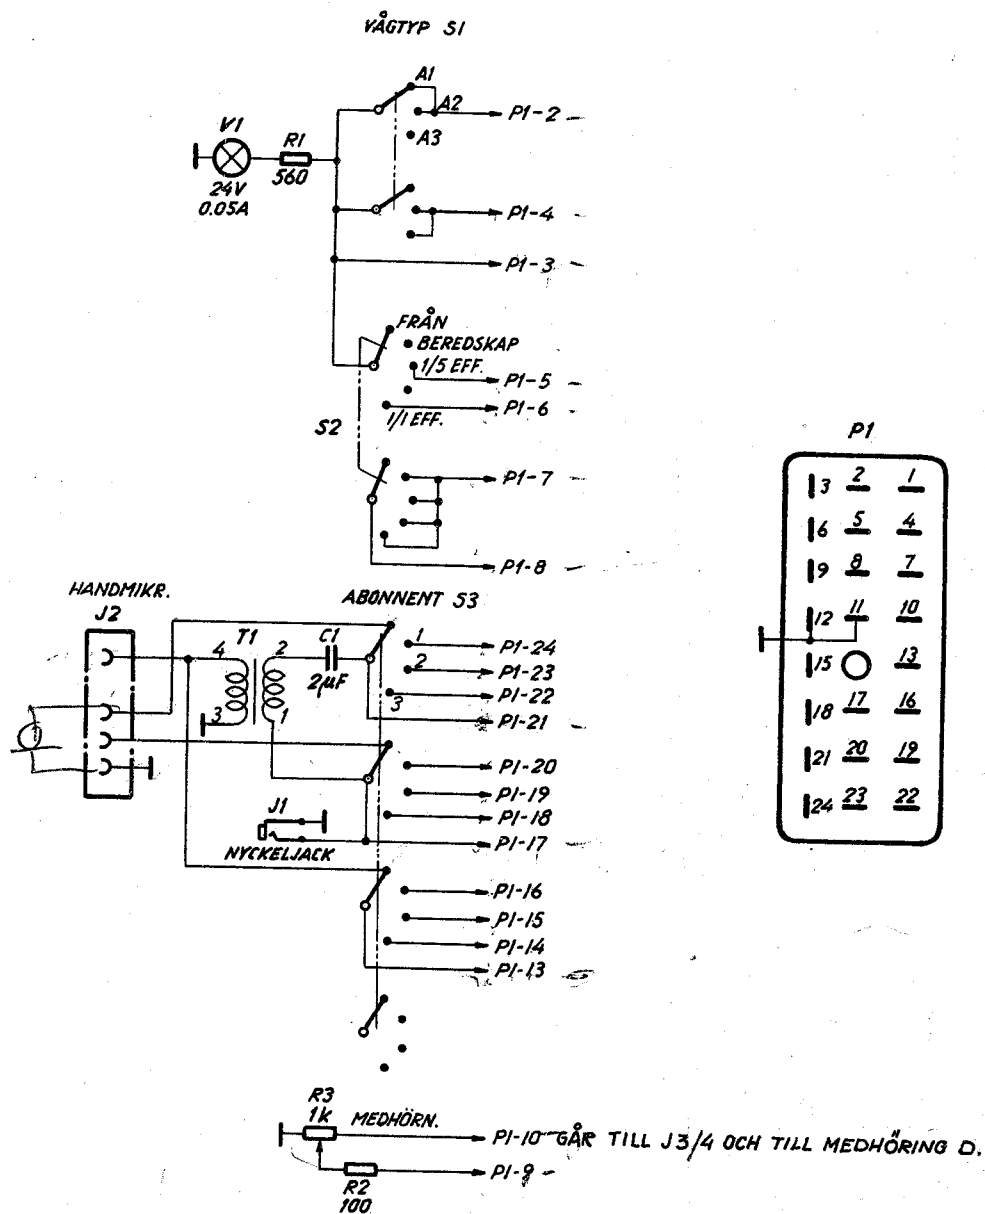 VÅGTYP S1
A1
A2
P1-2
A3
V1
R1
560
24V
0.05A
P1-4
P1-3
FRÅN
BEREDSKAP
1/5 EFF.
P1-5
P1-6
1/1 EFF.
S2
P1-7
P1-8
P1
3 2 1
6 5 4
9 8 7
12 11 10
15 13
18 17 16
21 20 19
24 23 22
HANDMIKR.
J2
ABONNENT S3
T1
C1
4 2
2µF
3 1
1
P1-24
2
P1-23
3
P1-22
P1-21
P1-20
P1-19
P1-18
P1-17
J1
NYCKELJACK
P1-16
P1-15
P1-14
P1-13
R3
1k
MEDHÖRN.
P1-10 GÅR TILL J3/4 OCH TILL MEDHÖRING D.
P1-9
R2
100